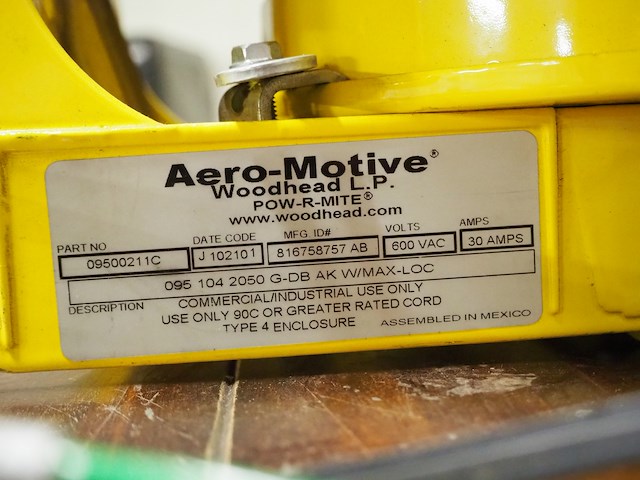 Aero-Motive®
Woodhead L.P.
POW-R-MITE®
www.woodhead.com
PART NO DATE CODE MFG. ID# VOLTS AMPS
09500211C J 102101 816758757 AB 600 VAC 30 AMPS
095 104 2050 G-DB AK W/MAX-LOC
DESCRIPTION COMMERCIAL/INDUSTRIAL USE ONLY
USE ONLY 90C OR GREATER RATED CORD
TYPE 4 ENCLOSURE ASSEMBLED IN MEXICO